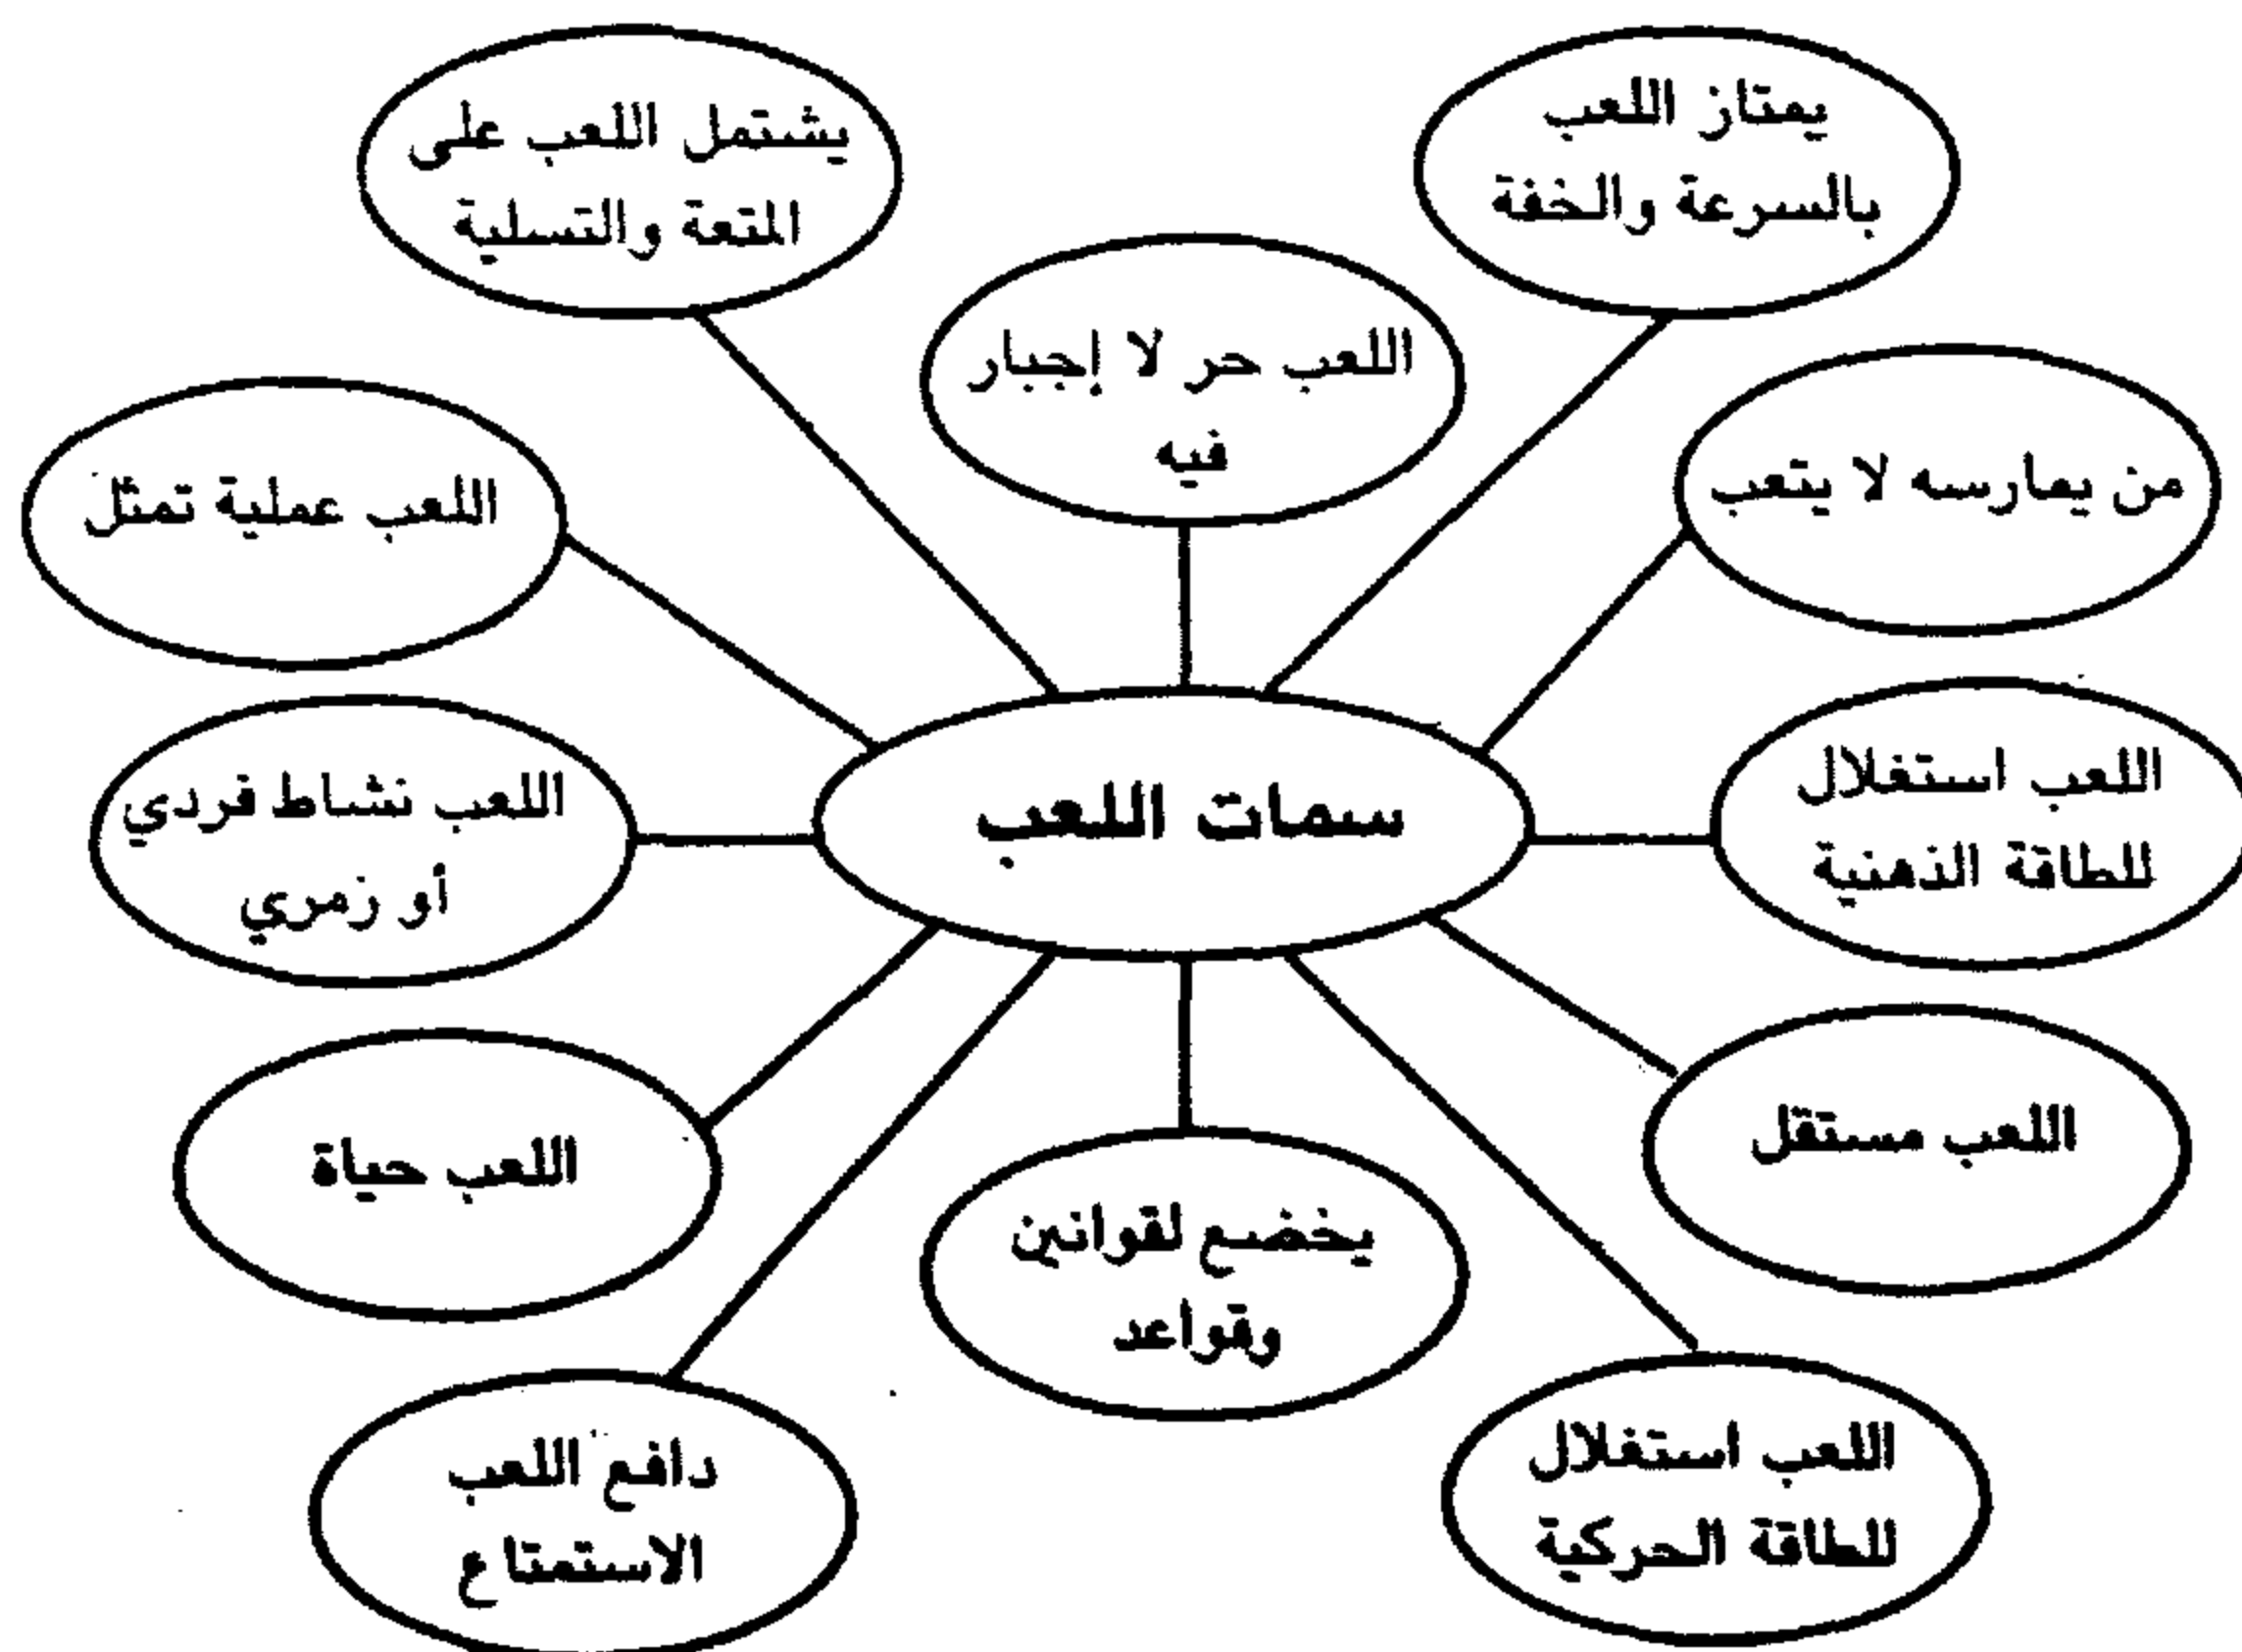 يمتاز اللعب
بالسرعة والخفة
يشتمل اللعب على
المتعة والتسلية
اللعب حر لا إجبار
فيه
من يمارسه لا يتعب
اللعب عملية تمثل
اللعب استغلال
للطاقة الذهنية
سمات اللعب
اللعب نشاط فردي
أو زمري
اللعب مستقل
اللعب حياة
يخضع لقوانين
وقواعد
اللعب استغلال
للطاقة الحركية
دافع اللعب
الاستمتاع